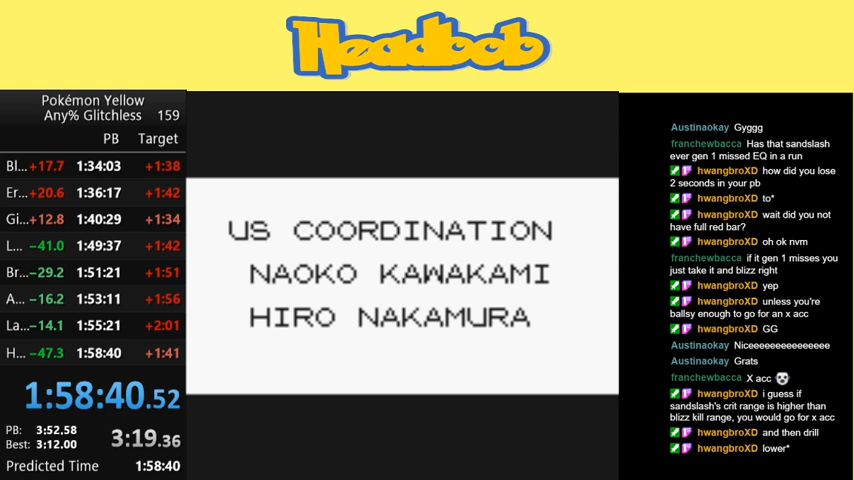 Headbob
Pokémon Yellow
Any% Glitchless 159
PB Target
Bl... +17.7 1:34:03 +1:38
Er... +20.6 1:36:17 +1:42
Gi... +12.8 1:40:29 +1:34
L... −41.0 1:49:37 +1:42
Br... −29.2 1:51:21 +1:51
A... −16.2 1:53:11 +1:56
La... −14.1 1:55:21 +2:01
H... −47.3 1:58:40 +1:41
1:58:40.52
PB: 3:52.58
Best: 3:12.00
3:19.36
Predicted Time 1:58:40
US COORDINATION
NAOKO KAWAKAMI
HIRO NAKAMURA
Austinaokay Gyggg
franchewbacca Has that sandslash
ever gen 1 missed EQ in a run
hwangbroXD how did you lose
2 seconds in your pb
hwangbroXD to*
hwangbroXD wait did you not
have full red bar?
hwangbroXD oh ok nvm
franchewbacca if it gen 1 misses you
just take it and blizz right
hwangbroXD yep
hwangbroXD unless you're
ballsy enough to go for an x acc
hwangbroXD GG
Austinaokay Niceeeeeeeeeeeeeee
Austinaokay Grats
franchewbacca X acc
hwangbroXD i guess if
sandslash's crit range is higher than
blizz kill range, you would go for x acc
hwangbroXD and then drill
hwangbroXD lower*